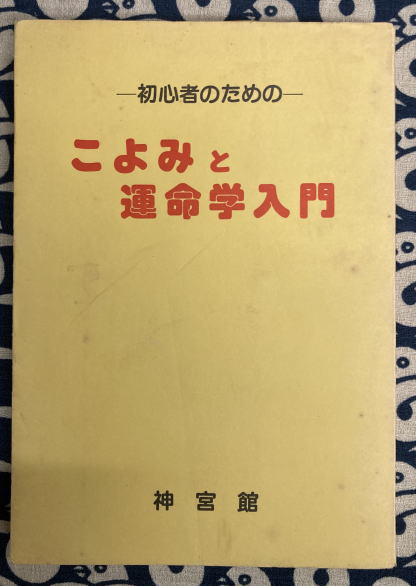 ―初心者のための―
こよみと
運命学入門
神宮館